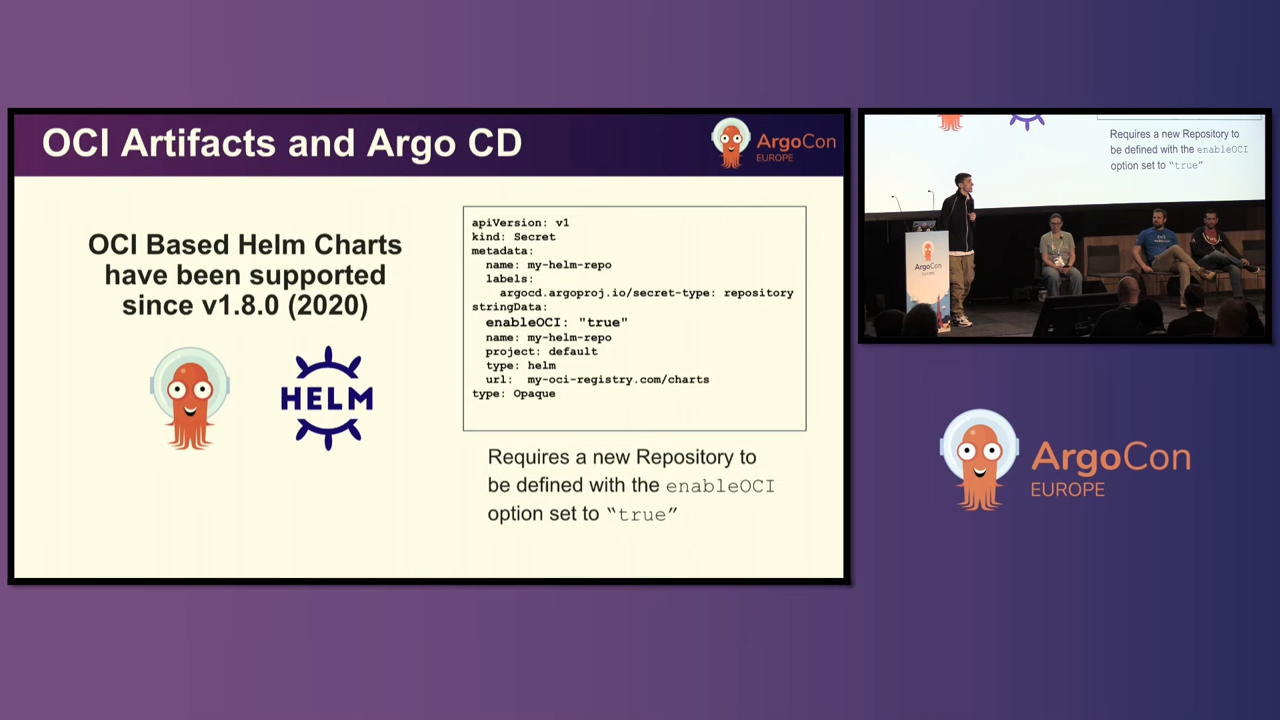 OCI Artifacts and Argo CD
ArgoCon
EUROPE
OCI Based Helm Charts
have been supported
since v1.8.0 (2020)
HELM
apiVersion: v1
kind: Secret
metadata:
  name: my-helm-repo
  labels:
    argocd.argoproj.io/secret-type: repository
stringData:
  enableOCI: "true"
  name: my-helm-repo
  project: default
  type: helm
  url:  my-oci-registry.com/charts
type: Opaque
Requires a new Repository to
be defined with the enableOCI
option set to “true”
Requires a new Repository to
be defined with the enableOCI
option set to “true”
ArgoCon
ArgoCon
EUROPE